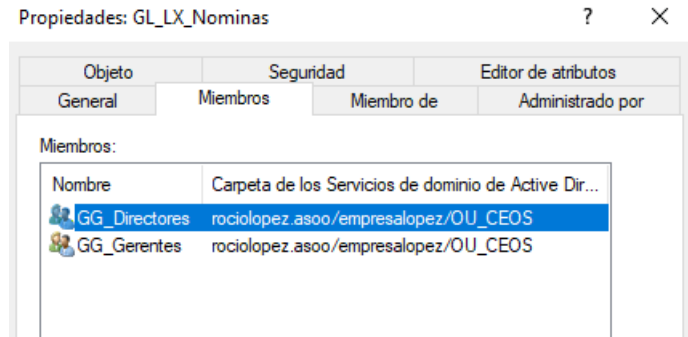 Propiedades: GL_LX_Nominas ? ×
Objeto Seguridad Editor de atributos
General Miembros Miembro de Administrado por
Miembros:
Nombre Carpeta de los Servicios de dominio de Active Dir...
GG_Directores rociolopez.asoo/empresalopez/OU_CEOS
GG_Gerentes rociolopez.asoo/empresalopez/OU_CEOS